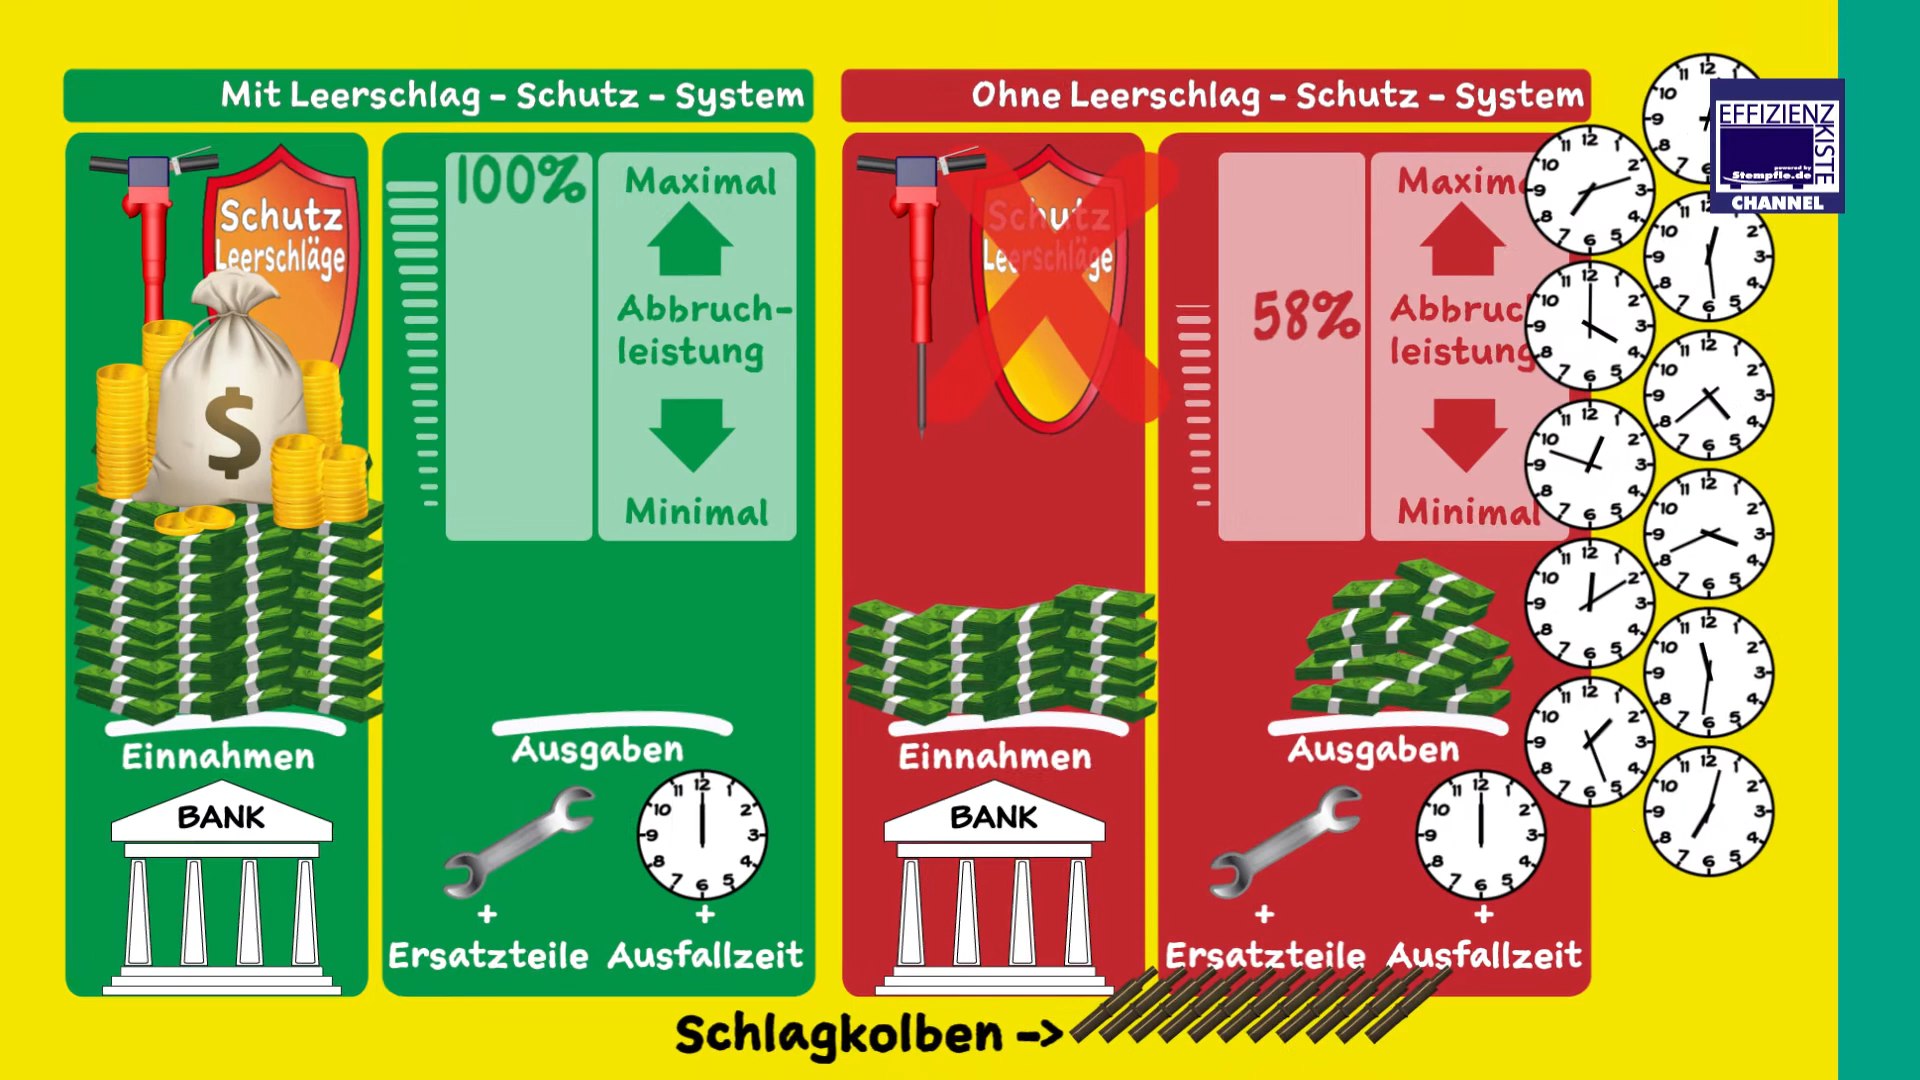 Mit Leerschlag - Schutz - System
Schutz
Leerschläge
$
100%
Maximal
Abbruch-
leistung
Minimal
Einnahmen
BANK
Ausgaben
+
+
Ersatzteile
Ausfallzeit
Ohne Leerschlag - Schutz - System
Schutz
Leerschläge
58%
Maxim
Abbruc
leistung
Minimal
Einnahmen
BANK
Ausgaben
+
+
Ersatzteile
Ausfallzeit
Schlagkolben ->
EFFIZIENZ
KISTE
powered by
Stempfle.de
CHANNEL